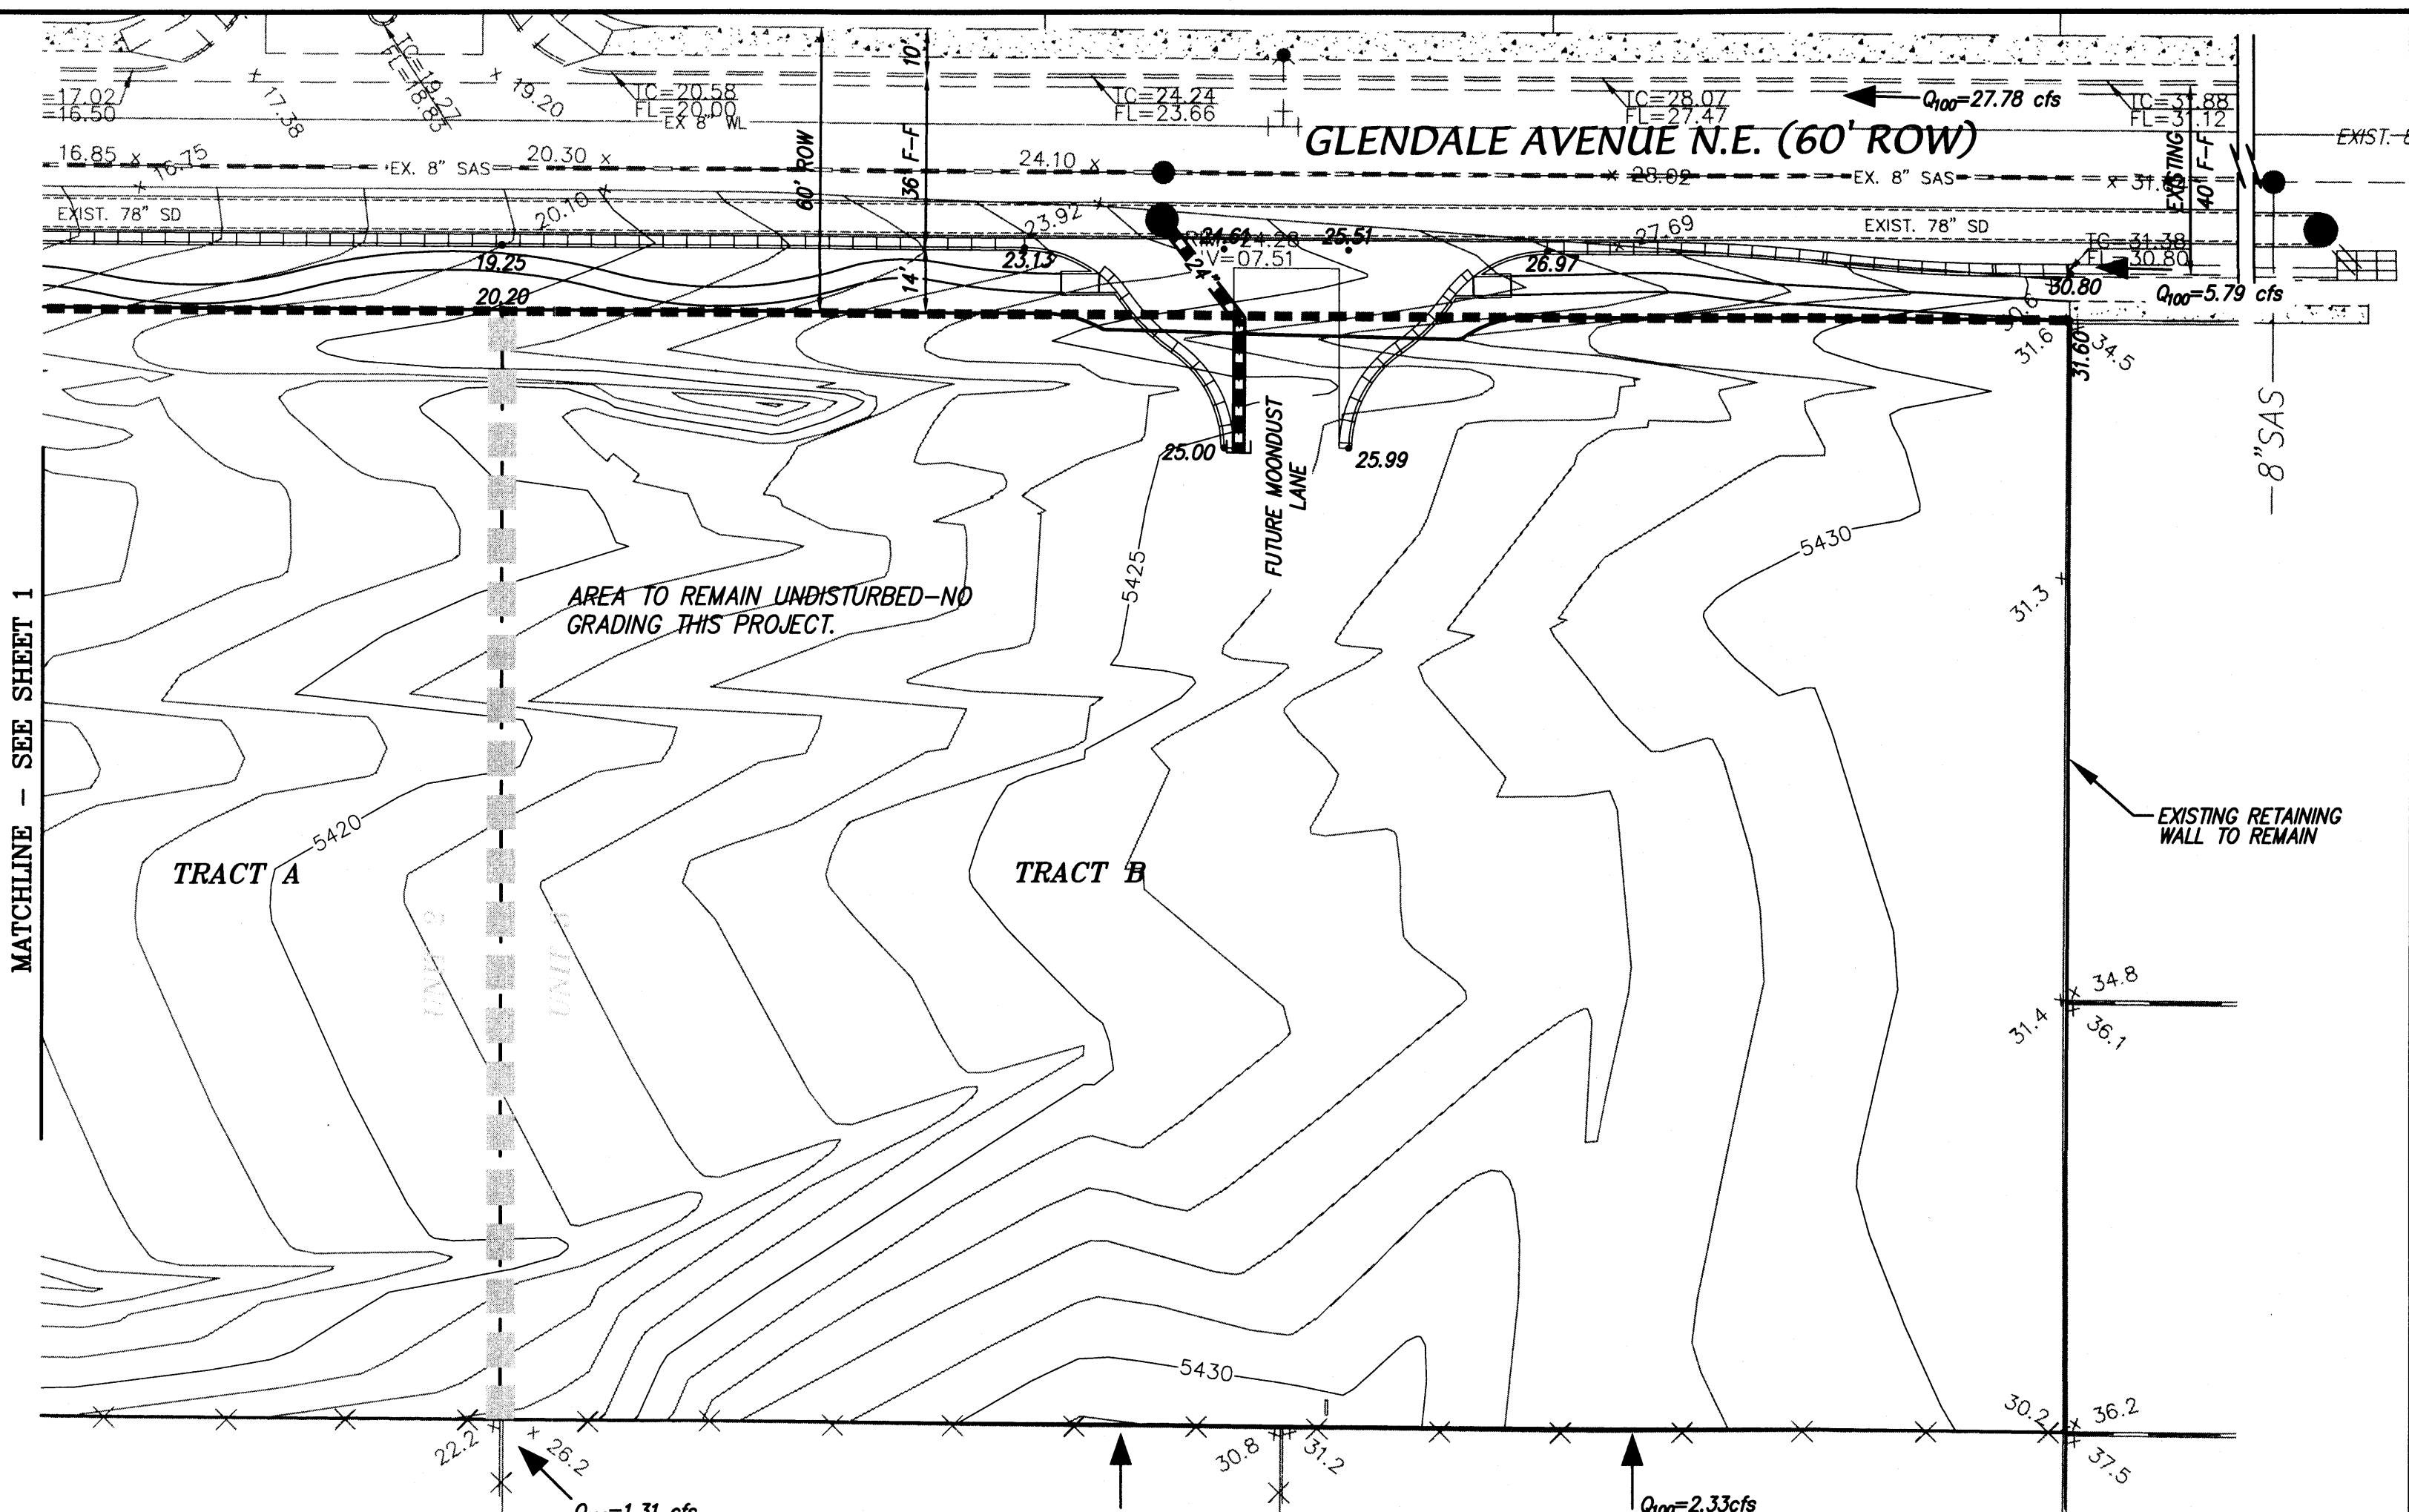 TC=19.27
FL=18.83
10'
=17.02
=16.50
17.38
19.20
TC=20.58
FL=20.00
EX 8" WL
TC=24.24
FL=23.66
TC=28.07
FL=27.47
Q100=27.78 cfs
TC=31.88
FL=31.12
GLENDALE AVENUE N.E. (60' ROW)
EXIST. 8
16.85
16.75
EX. 8" SAS
20.30
60' ROW
36' F-F
24.10
28.02
EX. 8" SAS
EXISTING
40' F-F
EXIST. 78" SD
20.10
23.92
24.61
25.51
27.69
EXIST. 78" SD
TC=31.38
FL=30.80
19.25
23.13
V=07.51
24"
26.97
14'
20.20
30.80
Q100=5.79 cfs
31.6
34.5
31.60
25.00
25.99
FUTURE MOONDUST
LANE
8"SAS
5425
5430
31.3
AREA TO REMAIN UNDISTURBED-NO
GRADING THIS PROJECT.
MATCHLINE - SEE SHEET 1
5420
EXISTING RETAINING
WALL TO REMAIN
TRACT A
TRACT B
34.8
31.4
36.1
5430
30.2
36.2
37.5
22.2
26.2
30.8
31.2
=1.31 cfs
Q100=2.33cfs